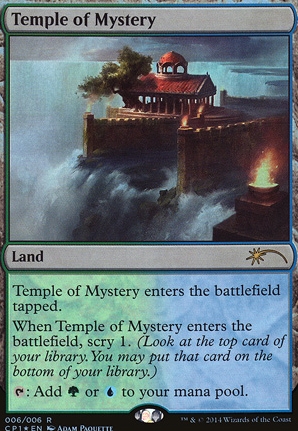 Temple of Mystery
Land
Temple of Mystery enters the battlefield
tapped.
When Temple of Mystery enters the
battlefield, scry 1. (Look at the top card of
your library. You may put that card on the
bottom of your library.)
: Add or to your mana pool.
006/006 R
CP1★EN Adam Paquette
™ & © 2014 Wizards of the Coast